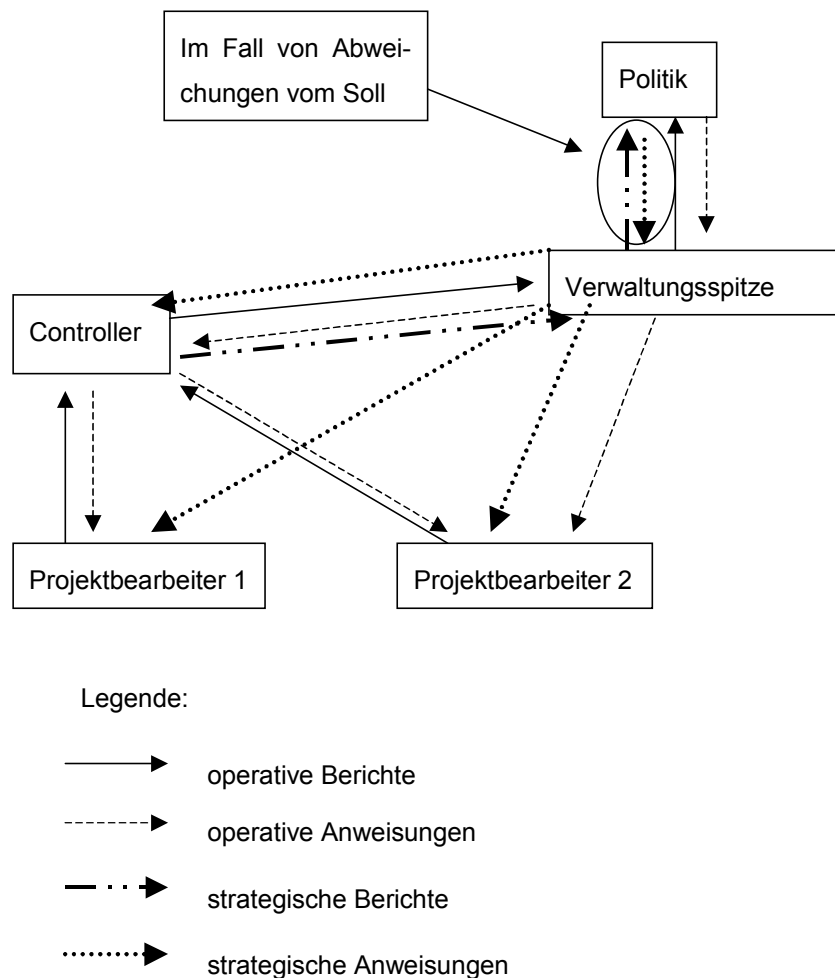 Im Fall von Abwei-
chungen vom Soll
Politik
Verwaltungsspitze
Controller
Projektbearbeiter 1
Projektbearbeiter 2
Legende:
operative Berichte
operative Anweisungen
strategische Berichte
strategische Anweisungen